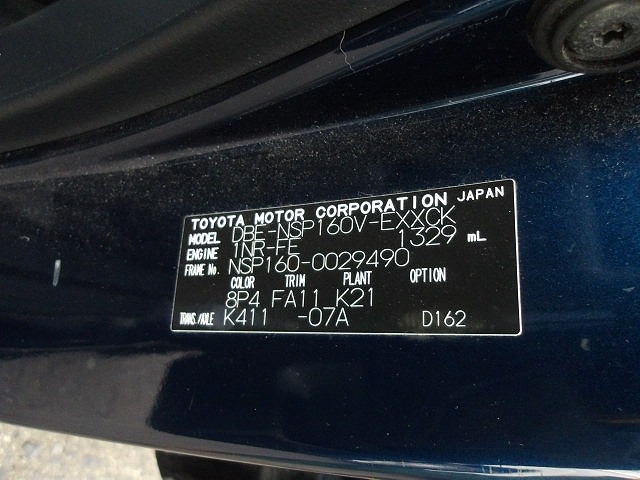 TOYOTA MOTOR CORPORATION JAPAN
MODEL DBE-NSP160V-EXXCK
ENGINE 1NR-FE 1329 mL
FRAME No. NSP160-0029490
COLOR TRIM PLANT OPTION
8P4 FA11 K21
TRANS./AXLE K411 -07A D162